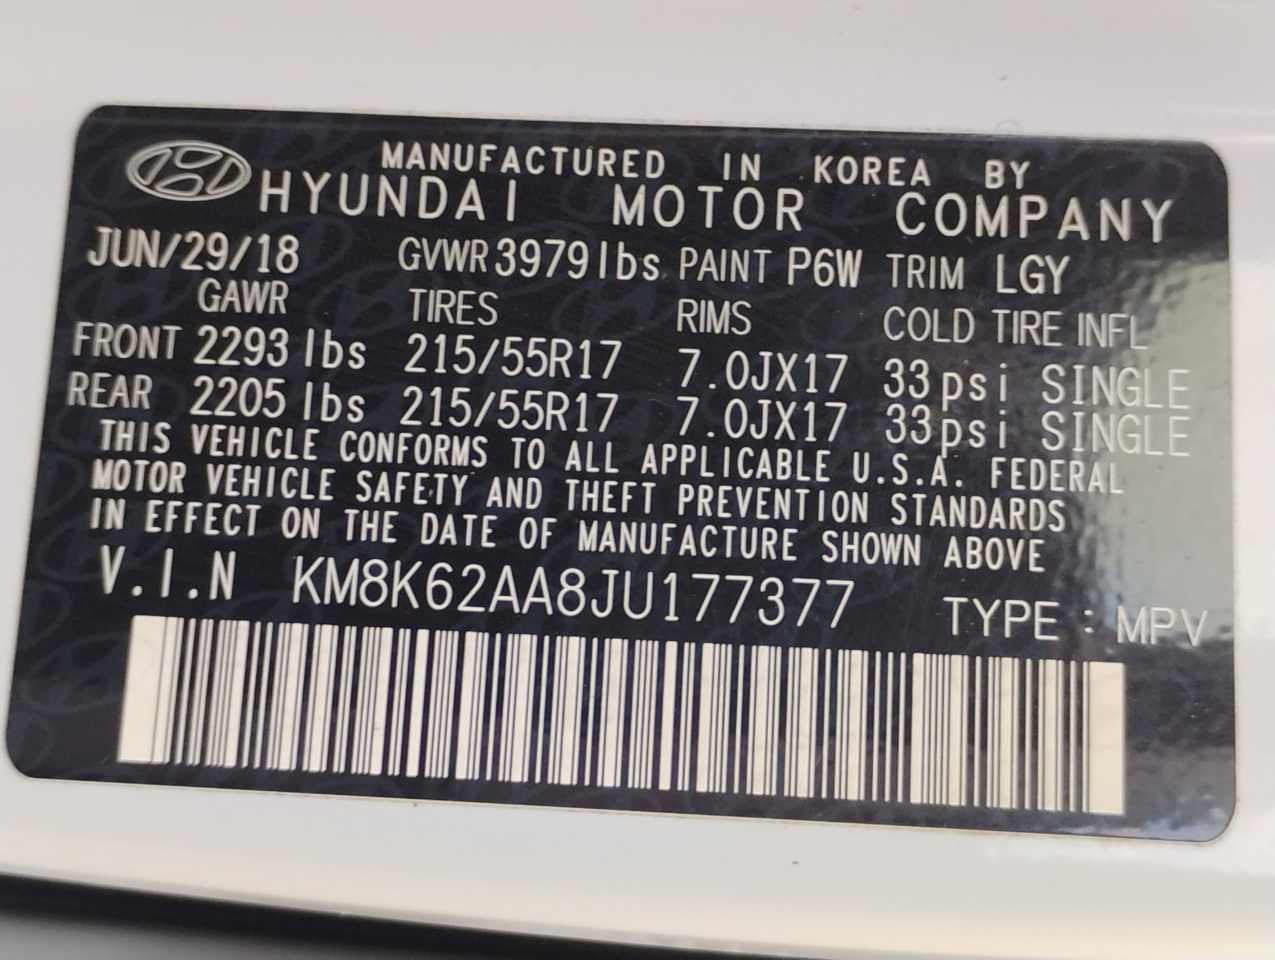 MANUFACTURED IN KOREA BY
HYUNDAI MOTOR COMPANY
JUN/29/18 GVWR 3979lbs PAINT P6W TRIM LGY
GAWR TIRES RIMS COLD TIRE INFL
FRONT 2293 lbs 215/55R17 7.0JX17 33psi SINGLE
REAR 2205 lbs 215/55R17 7.0JX17 33psi SINGLE
THIS VEHICLE CONFORMS TO ALL APPLICABLE U.S.A. FEDERAL
MOTOR VEHICLE SAFETY AND THEFT PREVENTION STANDARDS
IN EFFECT ON THE DATE OF MANUFACTURE SHOWN ABOVE
V.I.N KM8K62AA8JU177377 TYPE : MPV